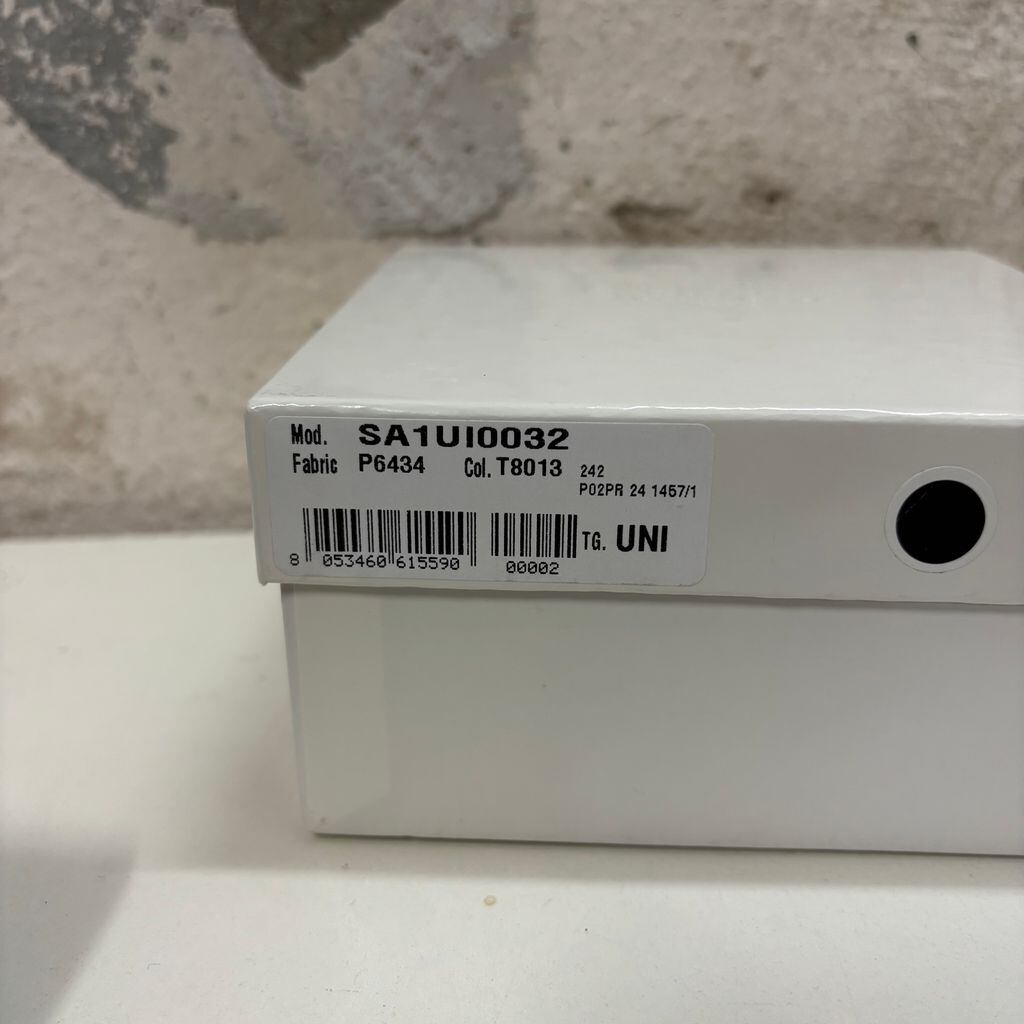 Mod. SA1UI0032
Fabric P6434 Col. T8013 242
P02PR 24 1457/1
TG. UNI
8 053460 615590 00002